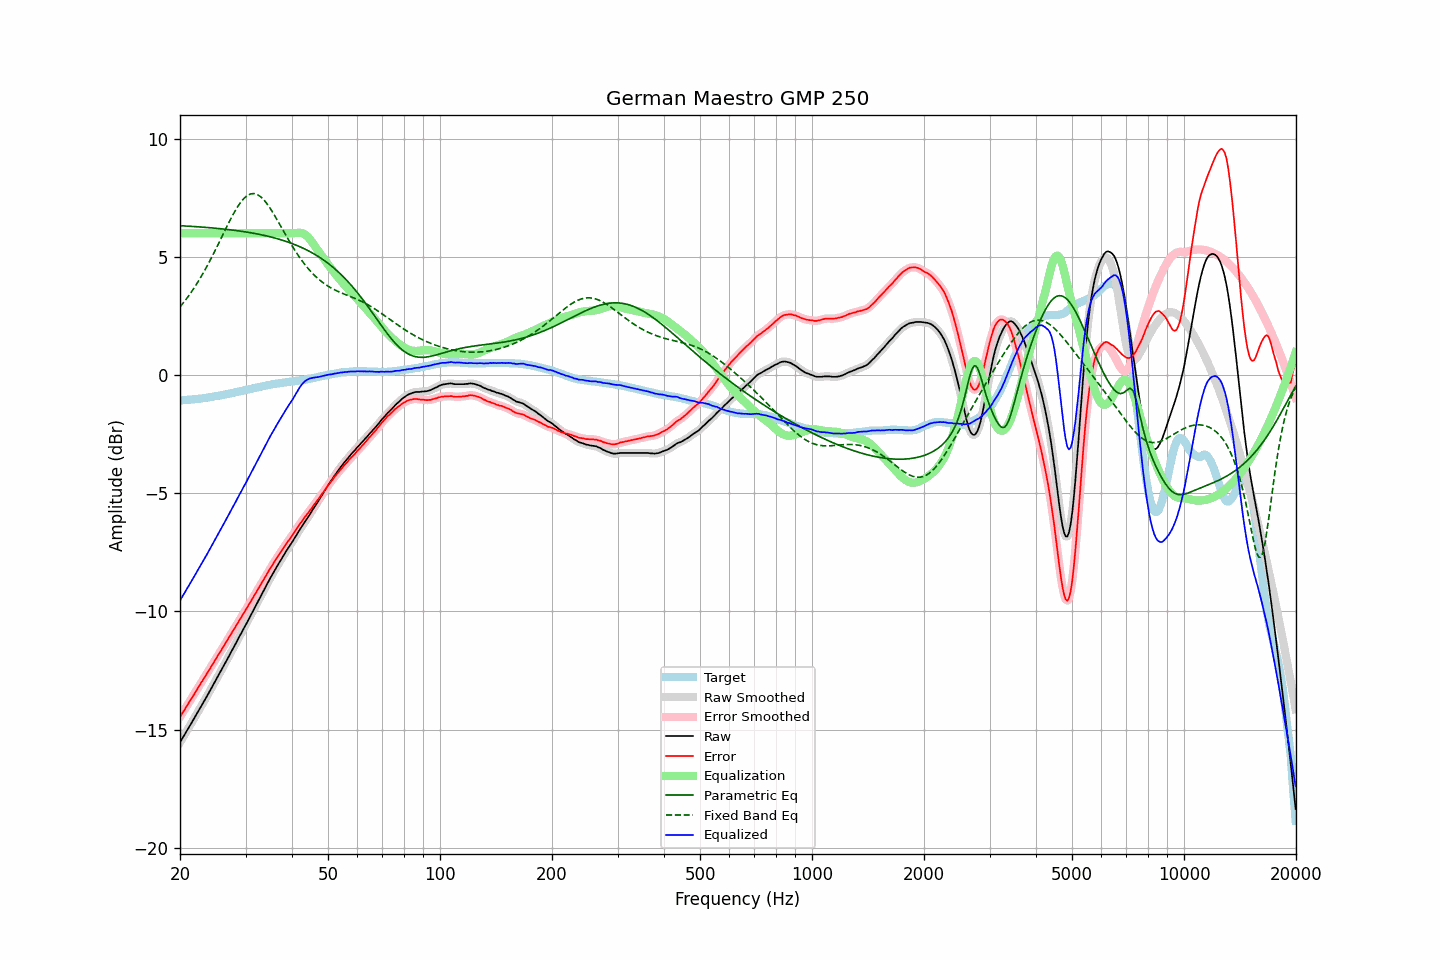 German Maestro GMP 250
Amplitude (dBr)
10
5
0
−5
−10
−15
−20
Target
Raw Smoothed
Error Smoothed
Raw
Error
Equalization
Parametric Eq
Fixed Band Eq
Equalized
20 50 100 200 500 1000 2000 5000 10000 20000
Frequency (Hz)